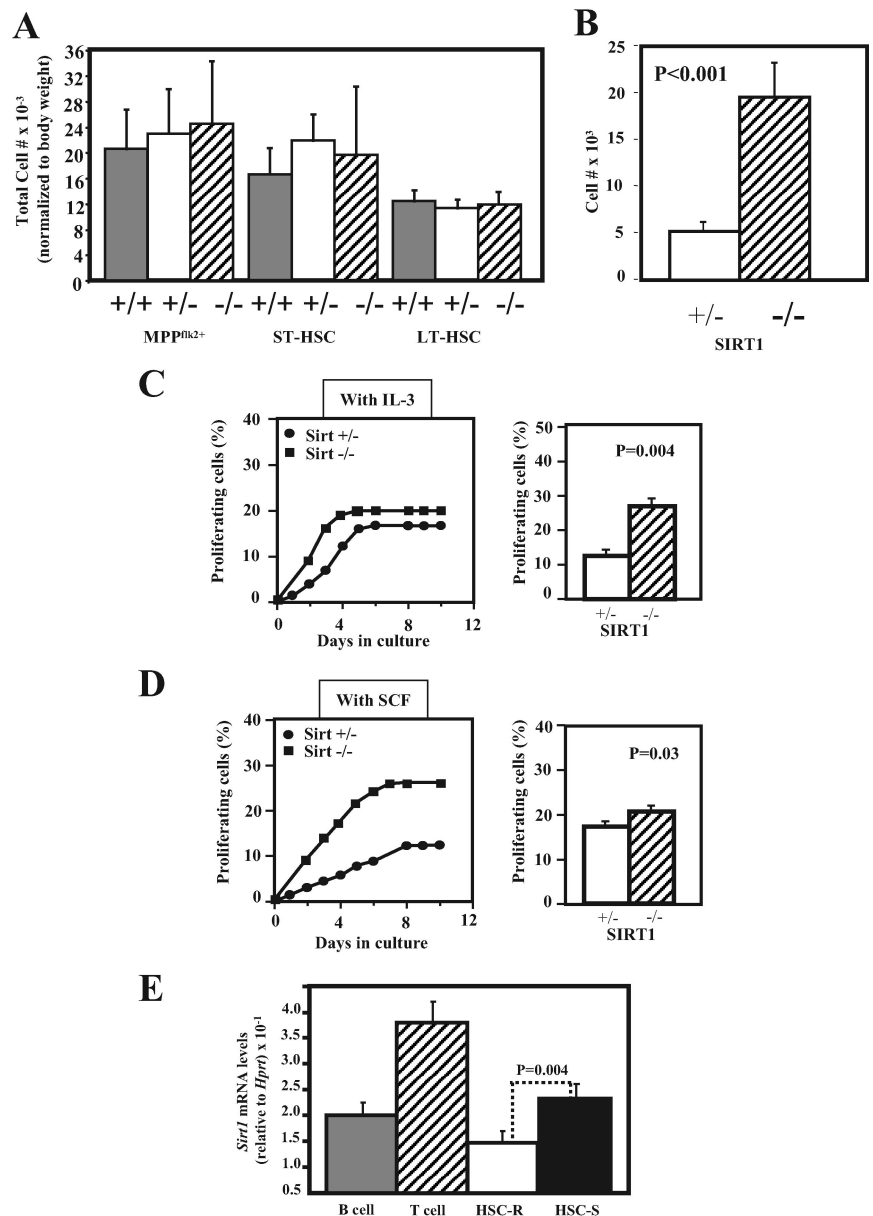 A
Total Cell # x 10-3
(normalized to body weight)
36
32
28
24
20
16
12
8
4
0
+/+ +/- -/- +/+ +/- -/- +/+ +/- -/-
MPPflk2+ ST-HSC LT-HSC
B
P<0.001
Cell # x 103
25
20
15
10
5
0
+/- -/-
SIRT1
C
With IL-3
Proliferating cells (%)
40
30
20
10
0
Sirt +/-
Sirt -/-
0 4 8 12
Days in culture
Proliferating cells (%)
50
40
30
20
10
0
P=0.004
+/- -/-
SIRT1
D
With SCF
Proliferating cells (%)
40
30
20
10
0
Sirt +/-
Sirt -/-
0 4 8 12
Days in culture
Proliferating cells (%)
40
30
20
10
0
P=0.03
+/- -/-
SIRT1
E
Sirt1 mRNA levels
(relative to Hprt) x 10-1
4.0
3.5
3.0
2.5
2.0
1.5
1.0
0.5
P=0.004
B cell T cell HSC-R HSC-S